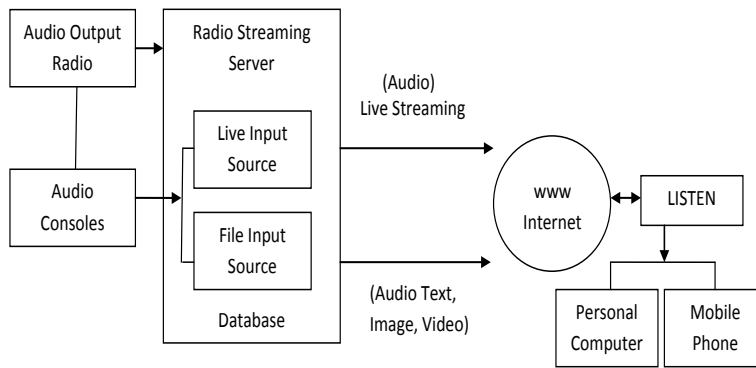 Audio Output
Radio
Audio
Consoles
Radio Streaming
Server
Live Input
Source
File Input
Source
Database
(Audio)
Live Streaming
(Audio Text,
Image, Video)
www
Internet
LISTEN
Personal
Computer
Mobile
Phone